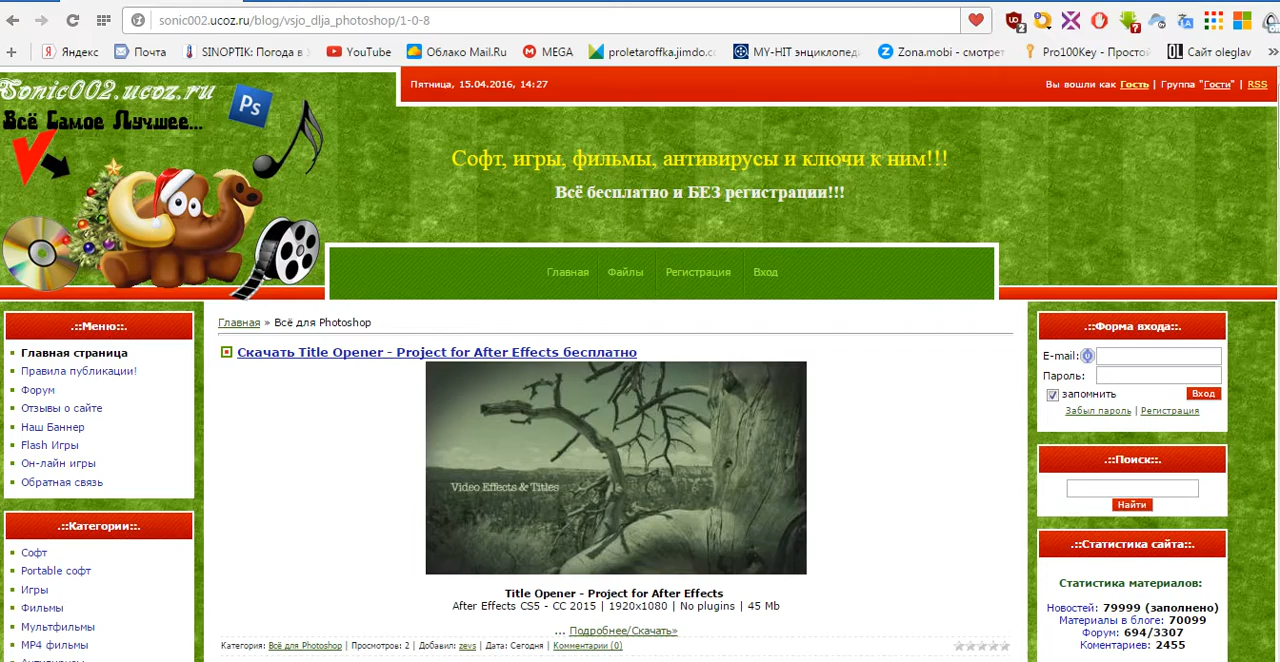 sonic002.ucoz.ru/blog/vsjo_dlja_photoshop/1-0-8
Яндекс
Почта
SINOPTIK: Погода в
YouTube
Облако Mail.Ru
MEGA
proletaroffka.jimdo.co
MY-HIT энциклопед
Zona.mobi - смотрет
Pro100Key - Простой
Сайт oleglav
Sonic002.ucoz.ru
Всё Самое Лучшее...
Ps
Пятница, 15.04.2016, 14:27
Вы вошли как Гость | Группа "Гости" | RSS
Софт, игры, фильмы, антивирусы и ключи к ним!!!
Всё бесплатно и БЕЗ регистрации!!!
Главная
Файлы
Регистрация
Вход
.::Меню::.
Главная страница
Правила публикации!
Форум
Отзывы о сайте
Наш Баннер
Flash Игры
Он-лайн игры
Обратная связь
.::Категории::.
Софт
Portable софт
Игры
Фильмы
Мультфильмы
MP4 фильмы
Главная » Всё для Photoshop
Скачать Title Opener - Project for After Effects бесплатно
Video Effects & Titles
Title Opener - Project for After Effects
After Effects CS5 - CC 2015 | 1920x1080 | No plugins | 45 Mb
... Подробнее/Скачать»
Категория: Всё для Photoshop | Просмотров: 2 | Добавил: zevs | Дата: Сегодня | Комментарии (0)
.::Форма входа::.
E-mail:
Пароль:
запомнить
Вход
Забыл пароль | Регистрация
.::Поиск::.
Найти
.::Статистика сайта::.
Статистика материалов:
Новостей: 79999 (заполнено)
Материалы в блоге: 70099
Форум: 694/3307
Коментариев: 2455